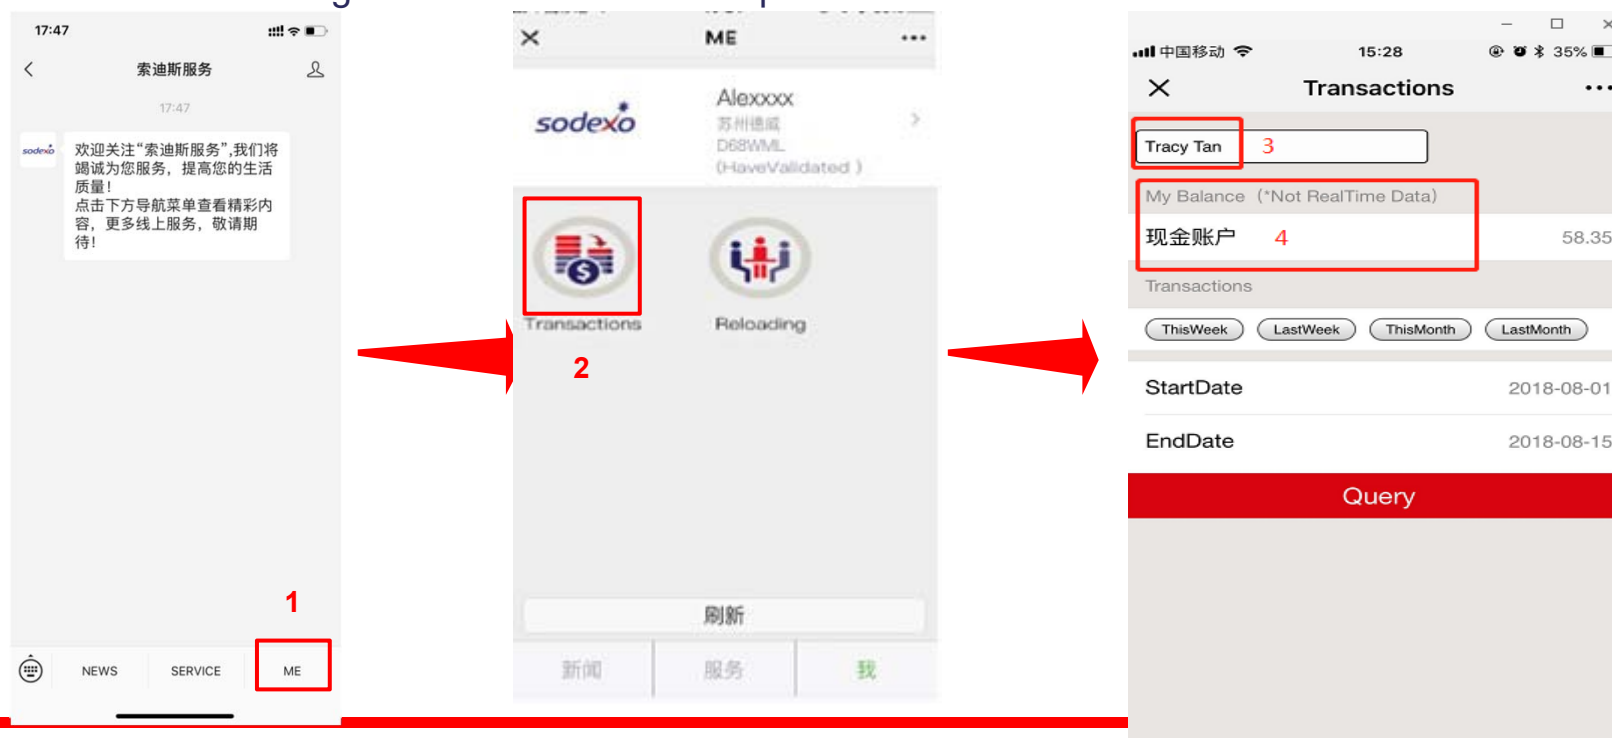 17:47
索迪斯服务
17:47
sodexo
欢迎关注“索迪斯服务”,我们将
竭诚为您服务，提高您的生活
质量!
点击下方导航菜单查看精彩内
容，更多线上服务，敬请期
待!
1
NEWS
SERVICE
ME
ME
sodexo
Alexxxx
苏州德威
D68WML
(HaveValidated )
Transactions
Reloading
2
刷新
新闻
服务
我
中国移动
15:28
35%
Transactions
Tracy Tan
3
My Balance（*Not RealTime Data）
现金账户
4
58.35
Transactions
ThisWeek
LastWeek
ThisMonth
LastMonth
StartDate
2018-08-01
EndDate
2018-08-15
Query